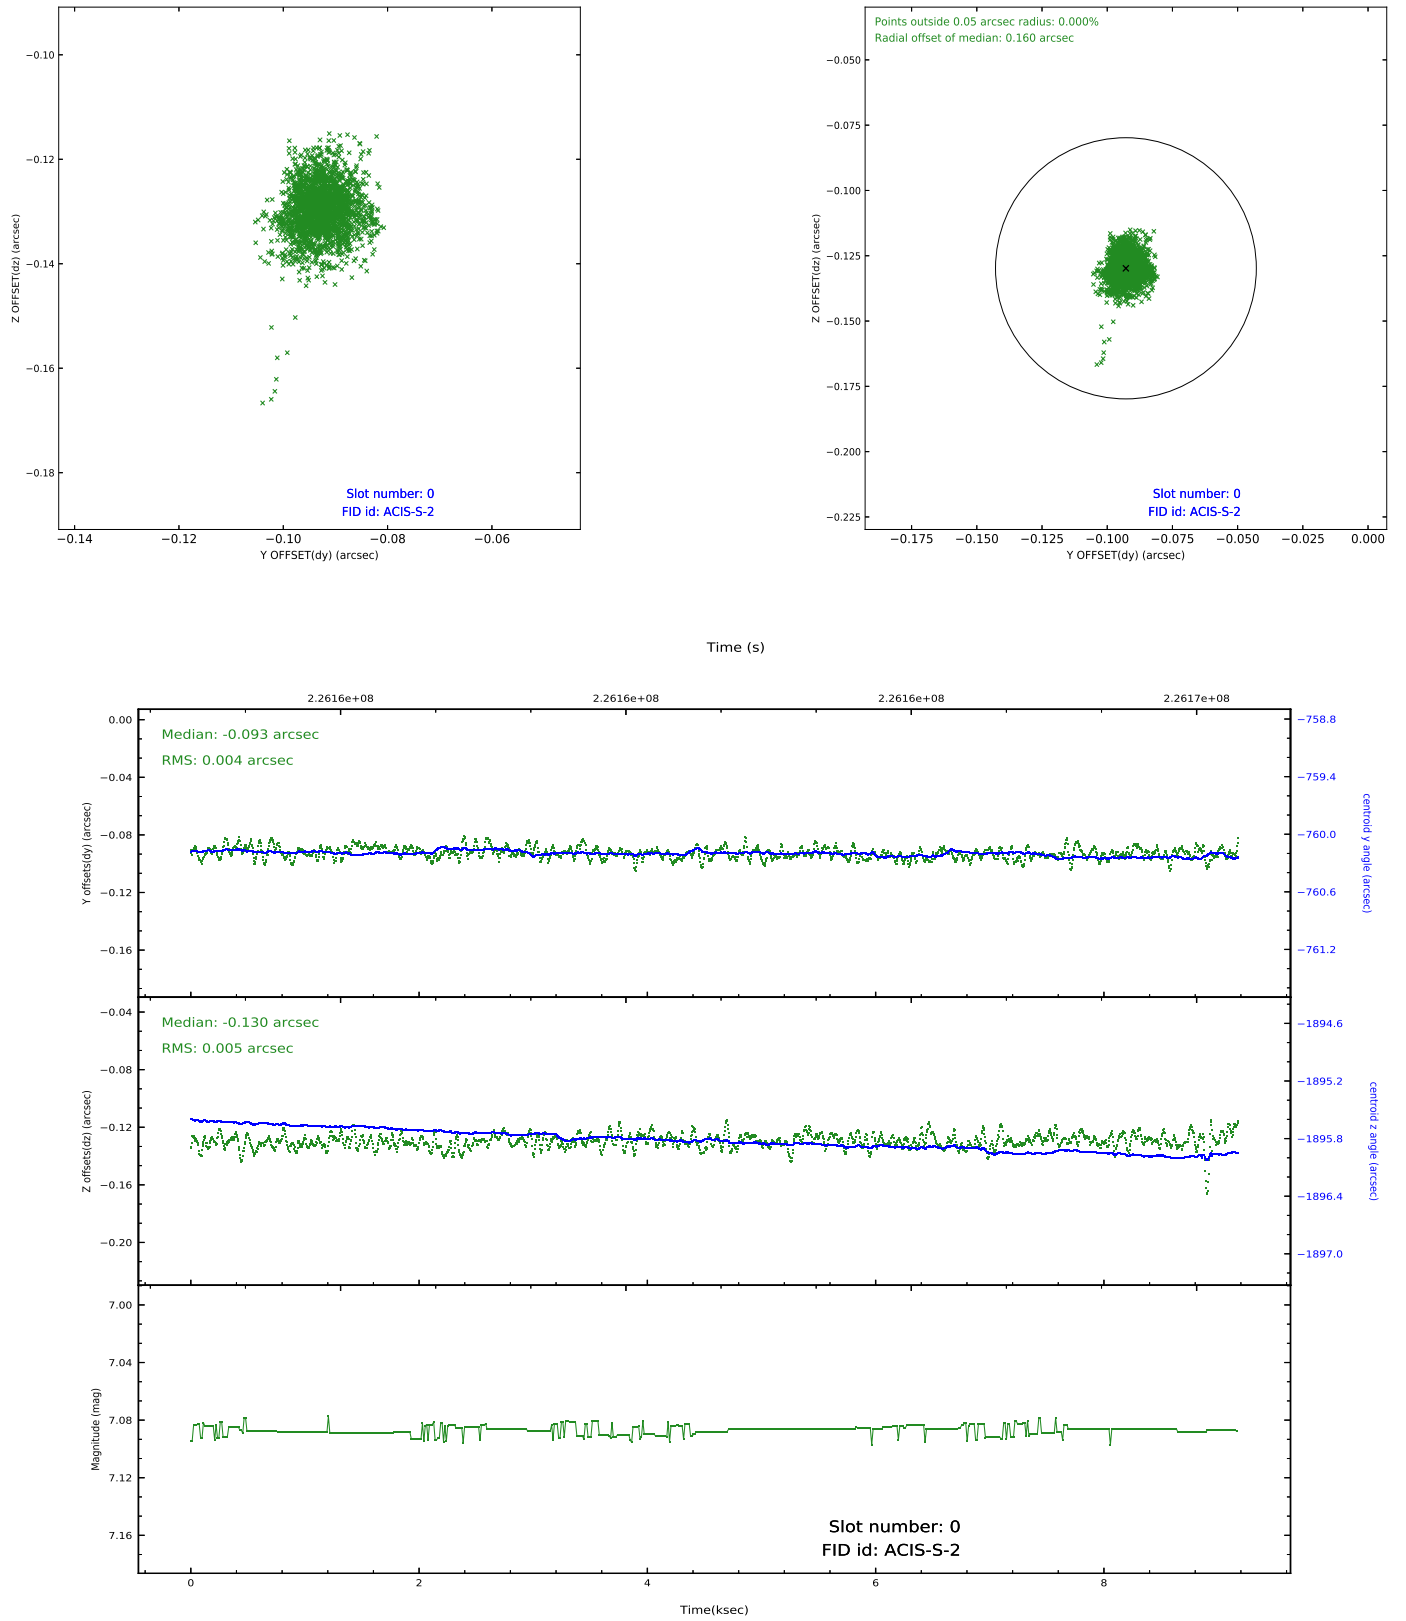 −0.10
−0.12
−0.14
−0.16
−0.18
Z OFFSET(dz) (arcsec)
Slot number: 0
FID id: ACIS-S-2
−0.14 −0.12 −0.10 −0.08 −0.06
Y OFFSET(dy) (arcsec)
Points outside 0.05 arcsec radius: 0.000%
Radial offset of median: 0.160 arcsec
−0.050
−0.075
−0.100
−0.125
−0.150
−0.175
−0.200
−0.225
Z OFFSET(dz) (arcsec)
Slot number: 0
FID id: ACIS-S-2
−0.175 −0.150 −0.125 −0.100 −0.075 −0.050 −0.025 0.000
Y OFFSET(dy) (arcsec)
Time (s)
2.2616e+08 2.2616e+08 2.2616e+08 2.2617e+08
0.00
−0.04
−0.08
−0.12
−0.16
Y offsets(dy) (arcsec)
Median: -0.093 arcsec
RMS: 0.004 arcsec
−758.8
−759.4
−760.0
−760.6
−761.2
centroid y angle (arcsec)
−0.04
−0.08
−0.12
−0.16
−0.20
Z offsets(dz) (arcsec)
Median: -0.130 arcsec
RMS: 0.005 arcsec
−1894.6
−1895.2
−1895.8
−1896.4
−1897.0
centroid z angle (arcsec)
7.00
7.04
7.08
7.12
7.16
Magnitude (mag)
Slot number: 0
FID id: ACIS-S-2
0 2 4 6 8
Time(ksec)